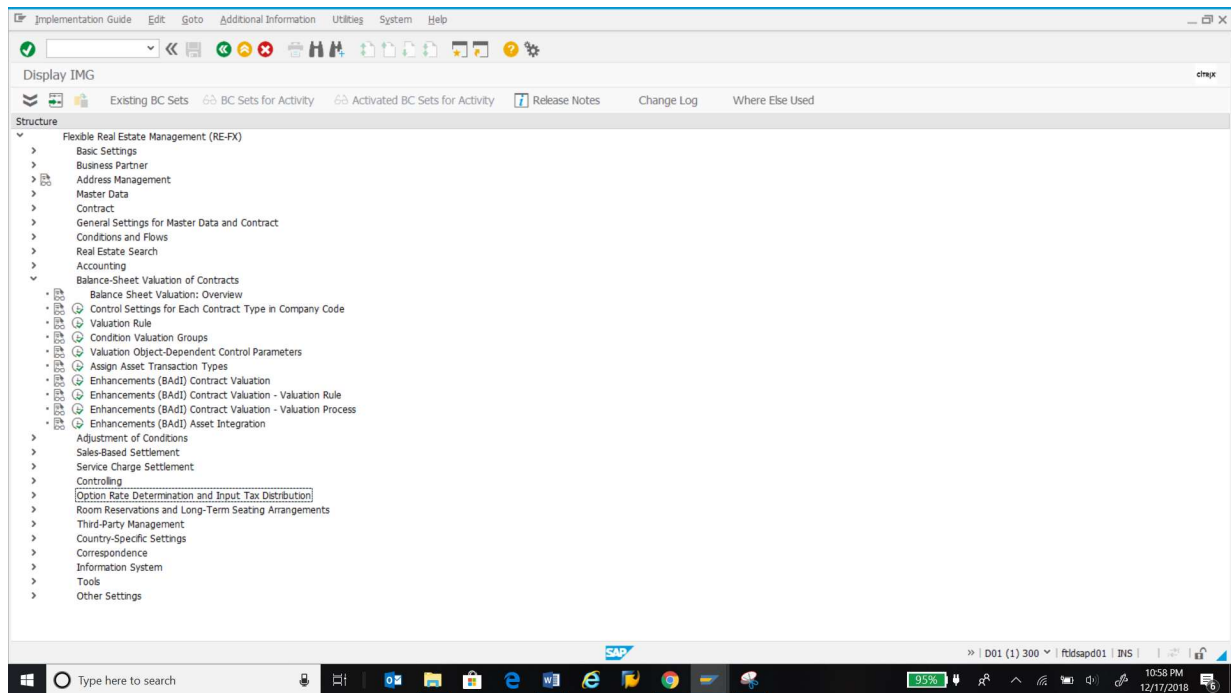 Implementation Guide Edit Goto Additional Information Utilities System Help
Display IMG
citrix
Existing BC Sets BC Sets for Activity Activated BC Sets for Activity Release Notes Change Log Where Else Used
Structure
Flexible Real Estate Management (RE-FX)
Basic Settings
Business Partner
Address Management
Master Data
Contract
General Settings for Master Data and Contract
Conditions and Flows
Real Estate Search
Accounting
Balance-Sheet Valuation of Contracts
Balance Sheet Valuation: Overview
Control Settings for Each Contract Type in Company Code
Valuation Rule
Condition Valuation Groups
Valuation Object-Dependent Control Parameters
Assign Asset Transaction Types
Enhancements (BAdI) Contract Valuation
Enhancements (BAdI) Contract Valuation - Valuation Rule
Enhancements (BAdI) Contract Valuation - Valuation Process
Enhancements (BAdI) Asset Integration
Adjustment of Conditions
Sales-Based Settlement
Service Charge Settlement
Controlling
Option Rate Determination and Input Tax Distribution
Room Reservations and Long-Term Seating Arrangements
Third-Party Management
Country-Specific Settings
Correspondence
Information System
Tools
Other Settings
SAP
» | D01 (1) 300 | ftldsapd01 | INS |
Type here to search
95%
10:58 PM
12/17/2018
6